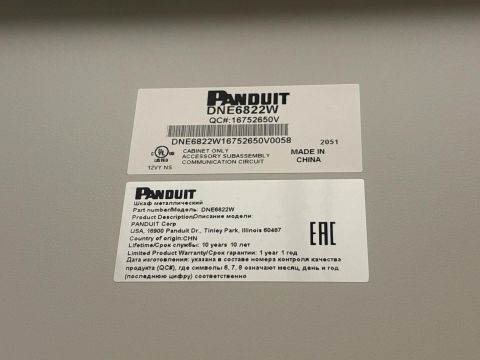 PANDUIT
DNE6822W
QC#:16752650V
DNE6822W16752650V0058
2051
c UL US
LISTED
12VY NS
CABINET ONLY
ACCESSORY SUBASSEMBLY
COMMUNICATION CIRCUIT
MADE IN
CHINA
PANDUIT
Шкаф металлический
Part number/Модель: DNE6822W
Product Description/Описание модели:
PANDUIT Corp
USA, 18900 Panduit Dr., Tinley Park, Illinois 60487
Country of origin:CHN
Lifetime/Срок службы: 10 years 10 лет
Limited Product Warranty/Срок гарантии: 1 year 1 год
Дата изготовления: указана в составе номера контроля качества
продукта (QC#), где символы 6, 7, 8 означают месяц, день и год
(последнюю цифру) соответственно
EAC